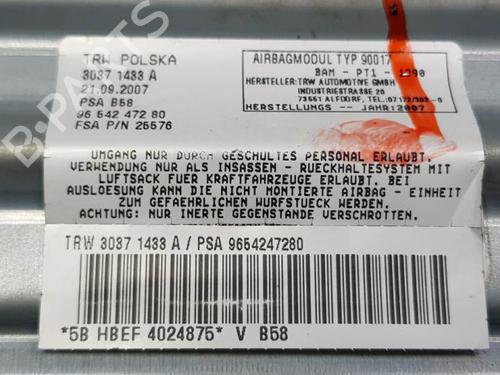 TRW POLSKA
3037 1433 A
21.09.2007
PSA B58
96 542 472 80
FSA P/N 25576
AIRBAGMODUL TYP 90017
BAM - PT1 -
HERSTELLER:TRW AUTOMOTIVE GMBH
INDUSTRIESTRASSE 20
73551 ALFDORF, TEL.:07172/302-0
HERSTELLUNGS -- JAHR:2007
UMGANG NUR DURCH GESCHULTES PERSONAL ERLAUBT.
VERWENDUNG NUR ALS INSASSEN - RUECKHALTESYSTEM MIT
LUFTSACK FUER KRAFTFAHRZEUGE ERLAUBT. BEI
AUSLOESUNG KANN DIE NICHT MONTIERTE AIRBAG - EINHEIT
ZUM GEFAEHRLICHEN WURFSTUECK WERDEN.
ACHTUNG: NUR INERTE GEGENSTANDE VERSCHROTTEN.
TRW 3037 1433 A / PSA 9654247280
*5B HBEF 4024875* V B58
B-PARTS